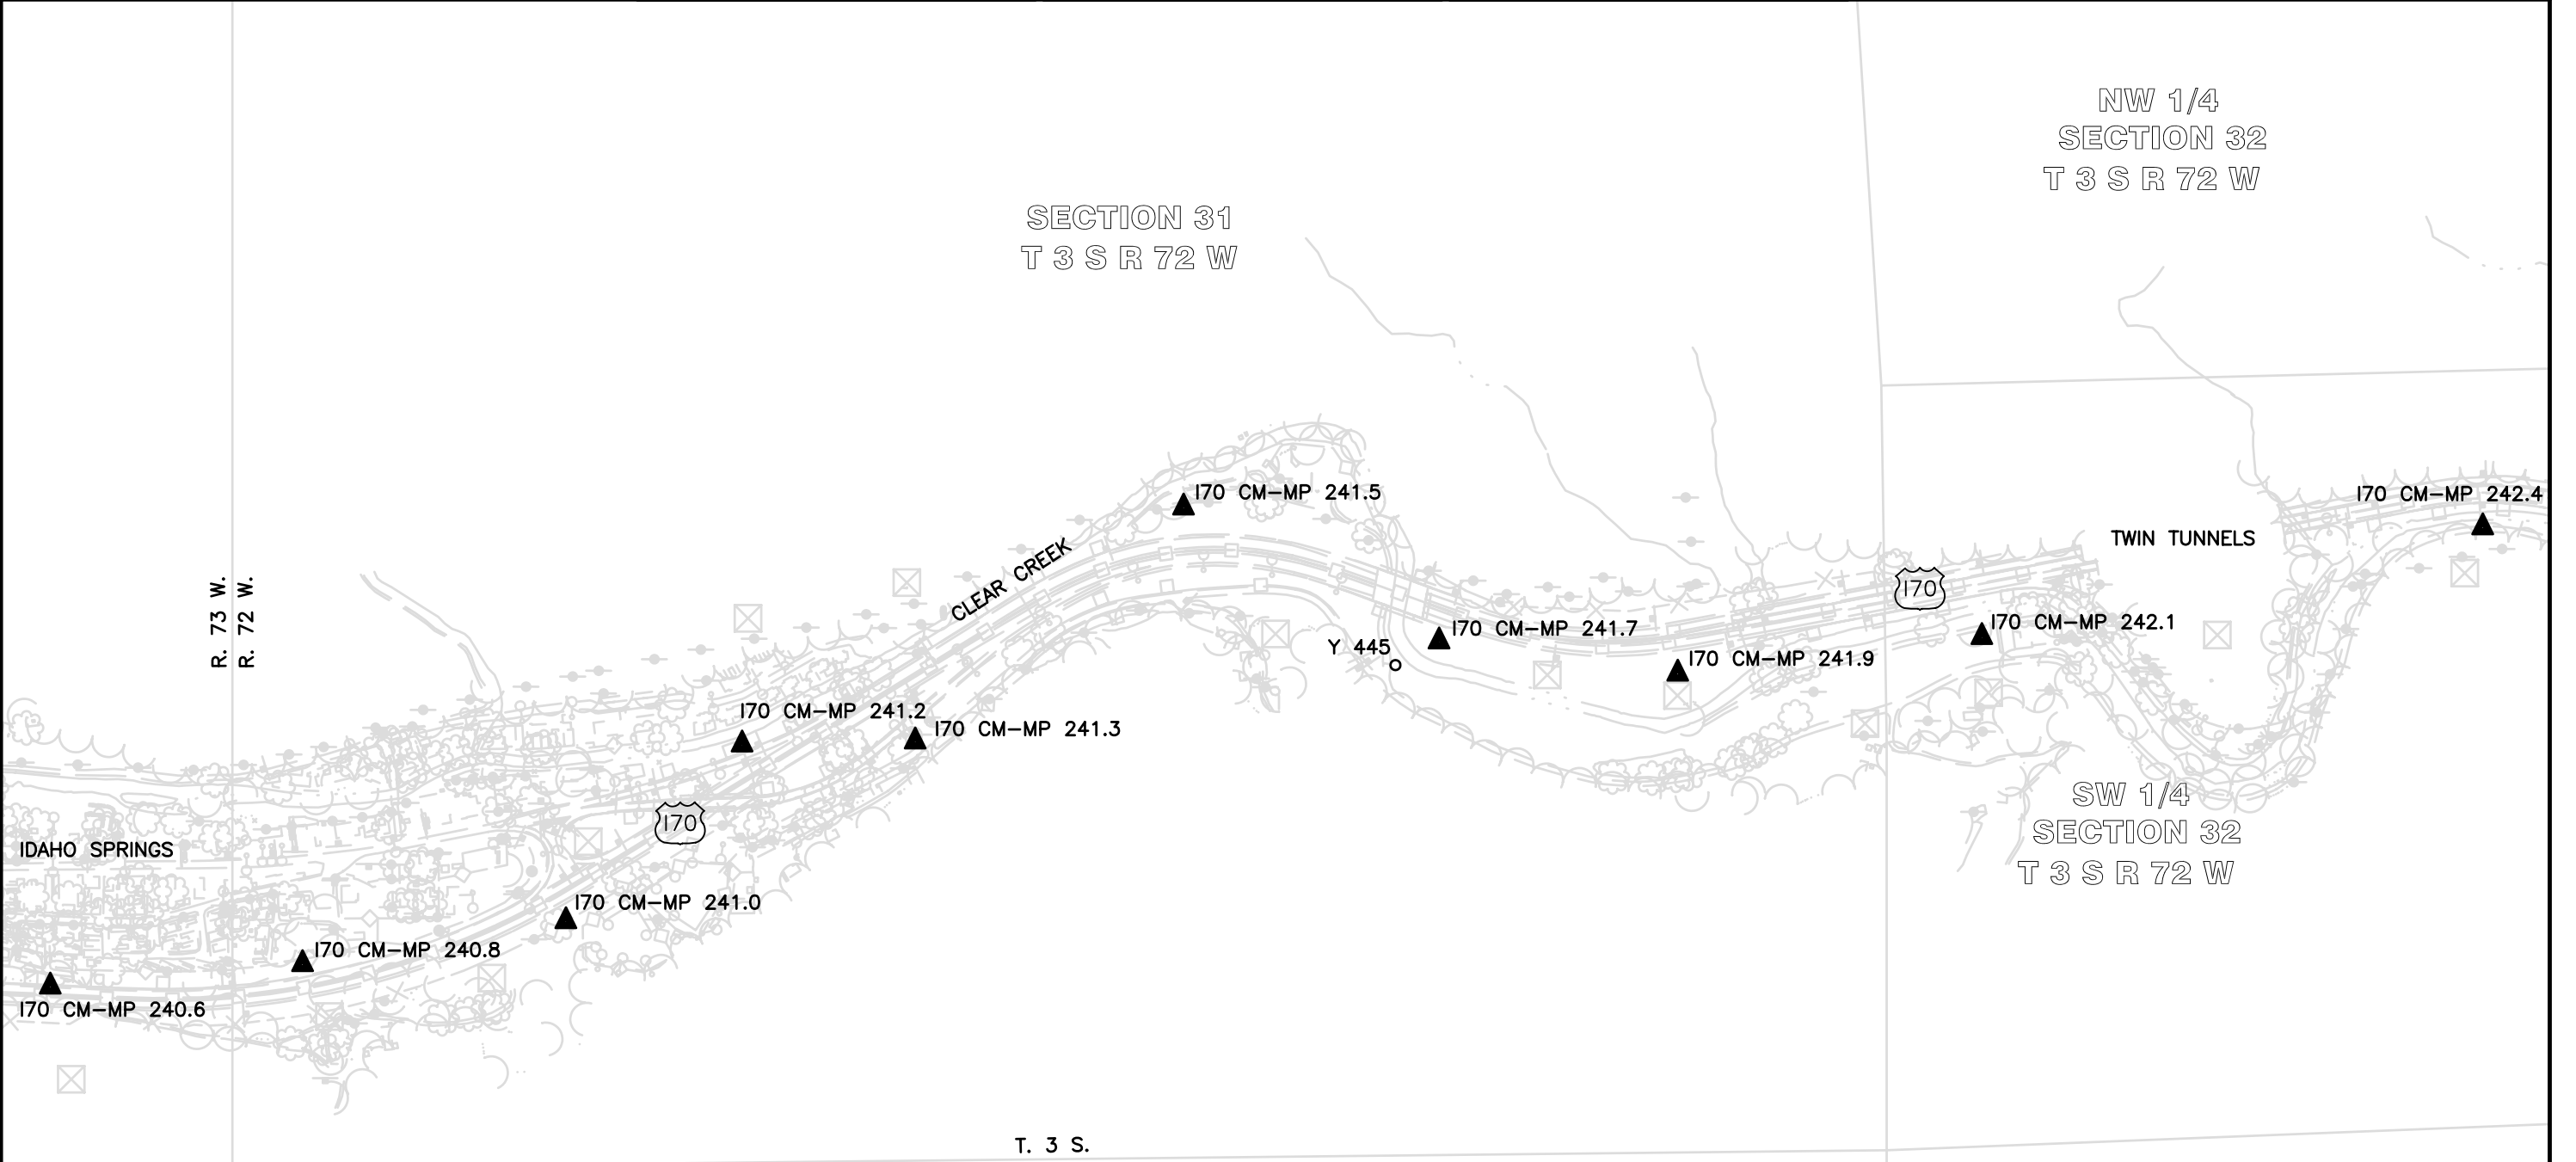 NW 1/4
SECTION 32
T 3 S R 72 W
SECTION 31
T 3 S R 72 W
I70 CM-MP 241.5
I70 CM-MP 242.4
TWIN TUNNELS
CLEAR CREEK
I70
R. 73 W.
R. 72 W.
I70 CM-MP 241.7
I70 CM-MP 242.1
Y 445
I70 CM-MP 241.9
I70 CM-MP 241.2
I70 CM-MP 241.3
SW 1/4
SECTION 32
T 3 S R 72 W
I70
IDAHO SPRINGS
I70 CM-MP 241.0
I70 CM-MP 240.8
I70 CM-MP 240.6
T. 3 S.